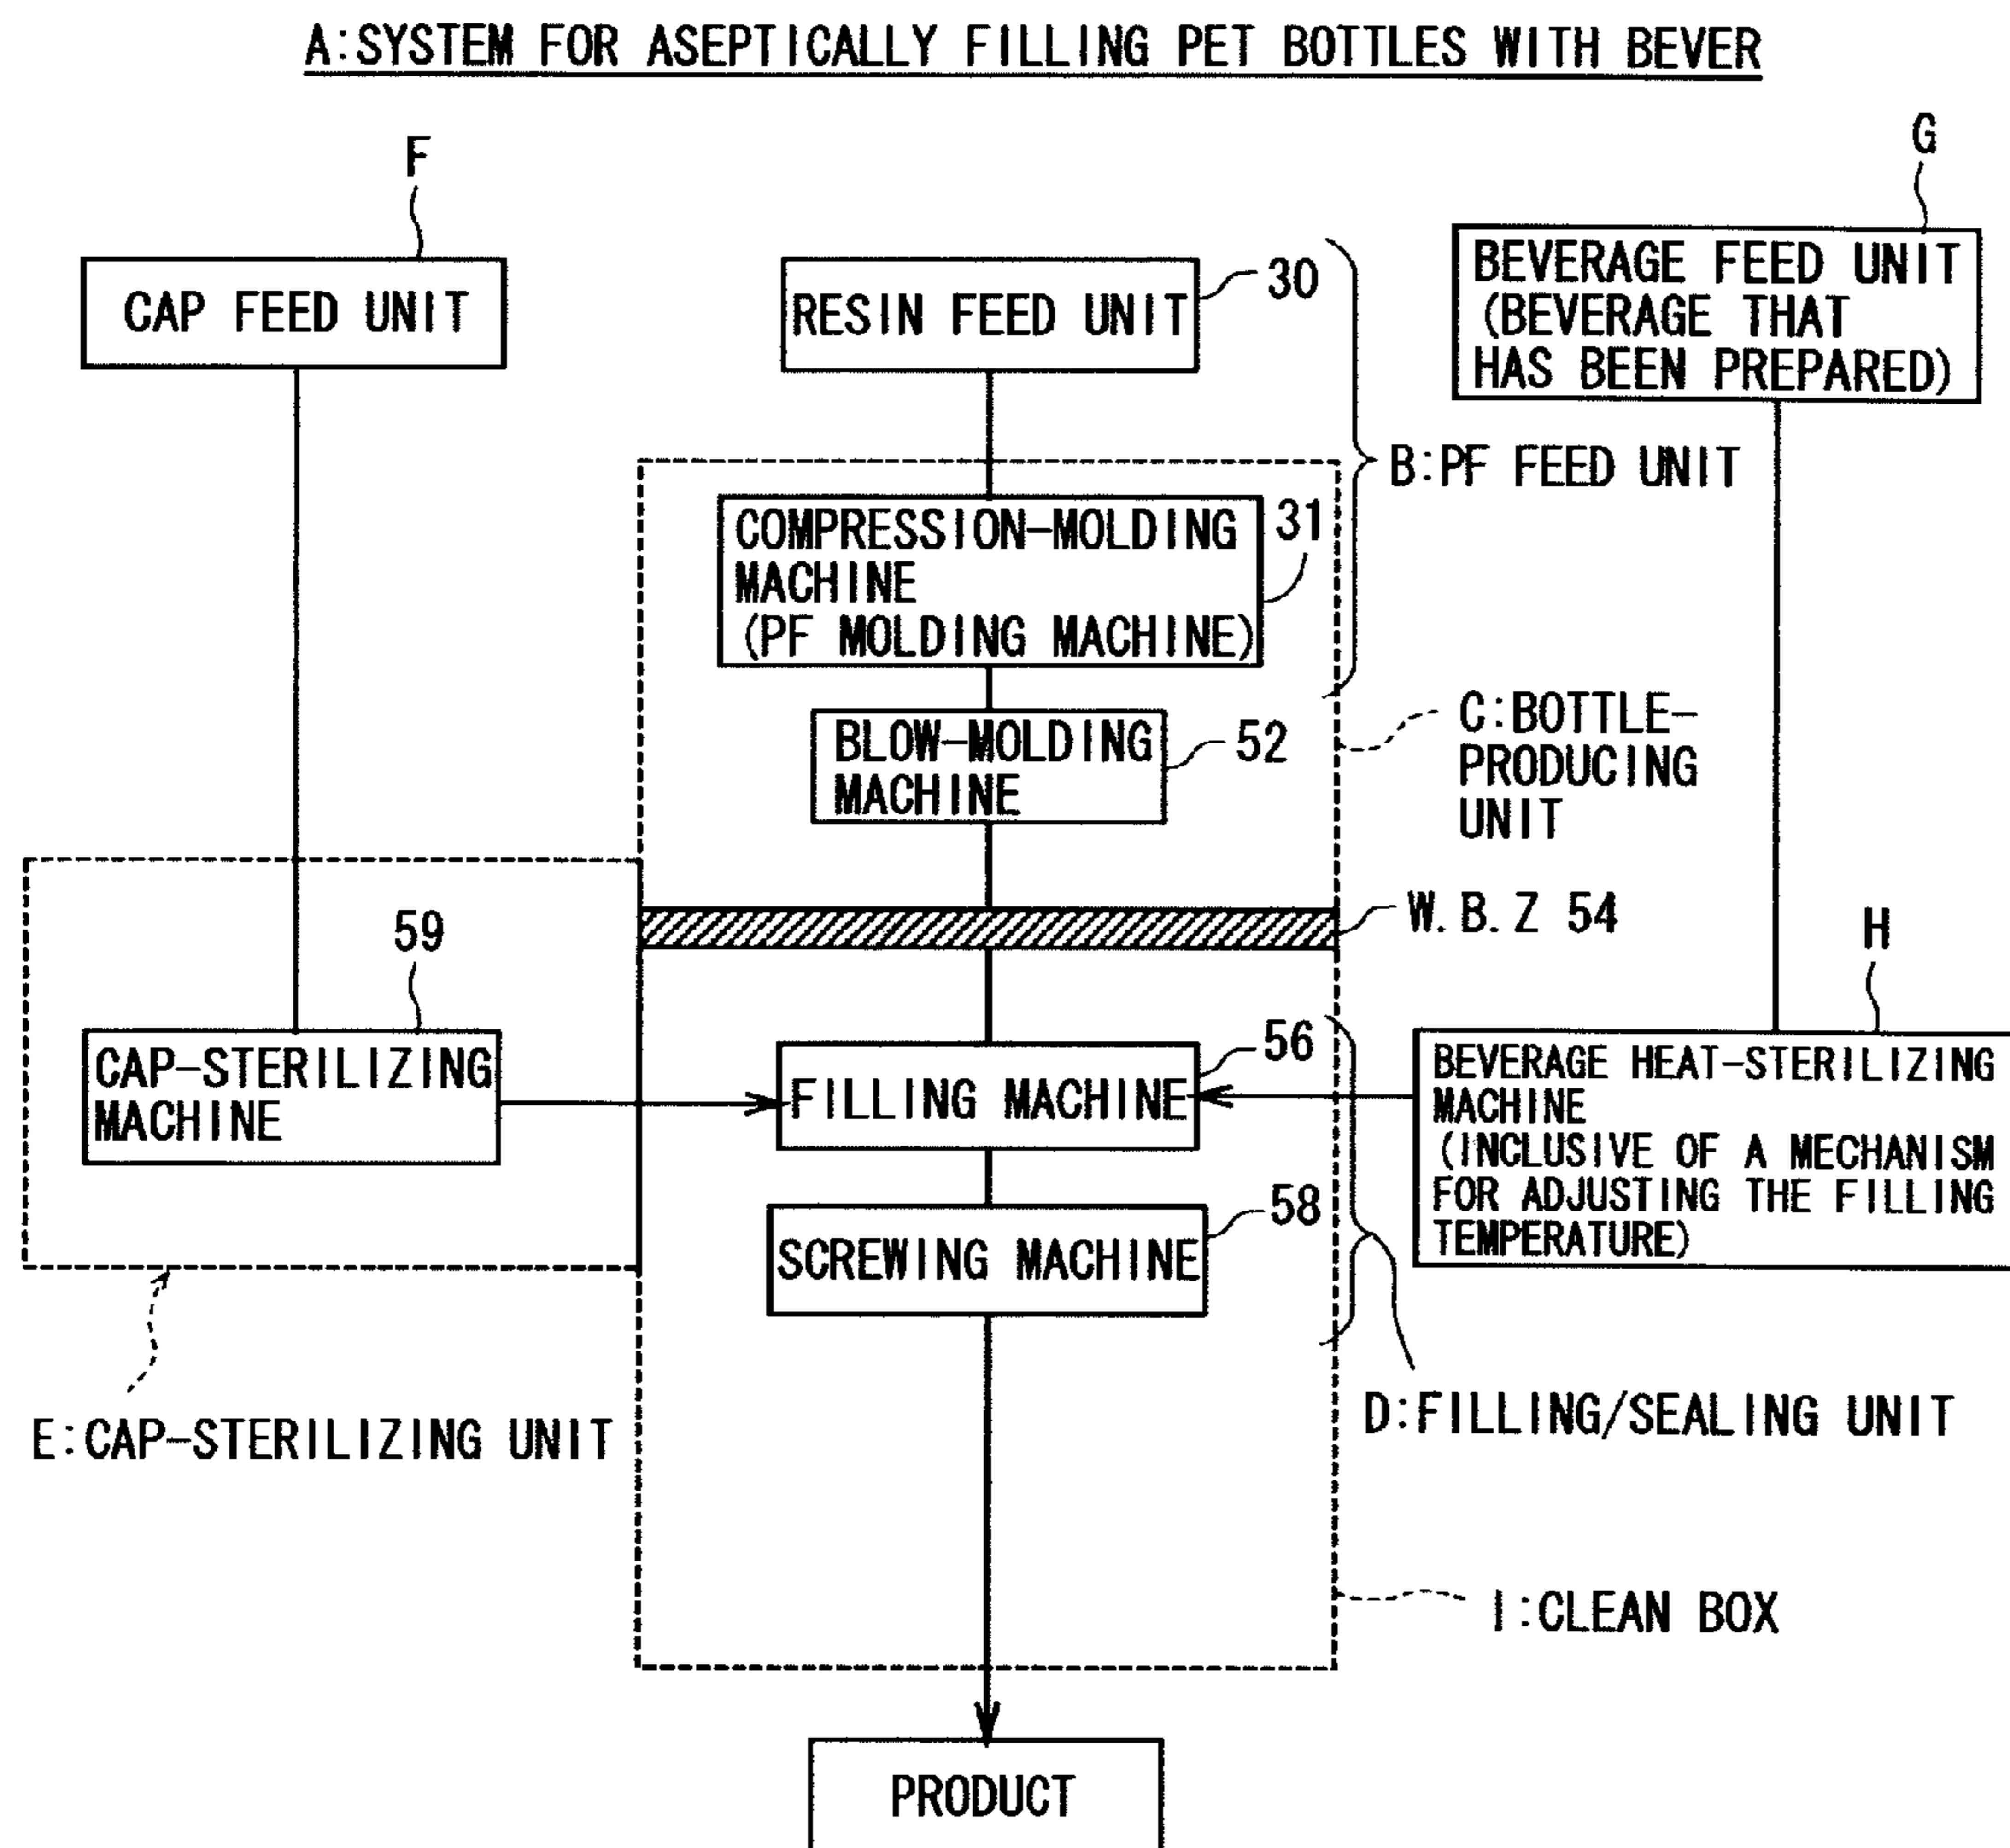 A:SYSTEM FOR ASEPTICALLY FILLING PET BOTTLES WITH BEVER
F
G
CAP FEED UNIT
RESIN FEED UNIT
30
BEVERAGE FEED UNIT
(BEVERAGE THAT
HAS BEEN PREPARED)
B:PF FEED UNIT
COMPRESSION-MOLDING
MACHINE
(PF MOLDING MACHINE)
31
BLOW-MOLDING
MACHINE
52
C:BOTTLE-
PRODUCING
UNIT
W.B.Z 54
59
H
CAP-STERILIZING
MACHINE
FILLING MACHINE
56
BEVERAGE HEAT-STERILIZING
MACHINE
(INCLUSIVE OF A MECHANISM
FOR ADJUSTING THE FILLING
TEMPERATURE)
SCREWING MACHINE
58
E:CAP-STERILIZING UNIT
D:FILLING/SEALING UNIT
I:CLEAN BOX
PRODUCT